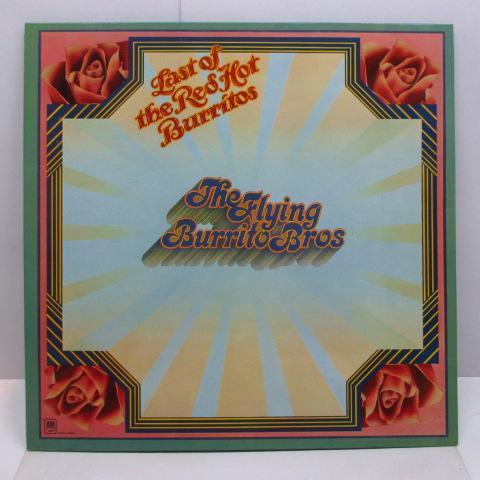 Last of
the Red Hot
Burritos
The Flying
Burrito Bros
A&M